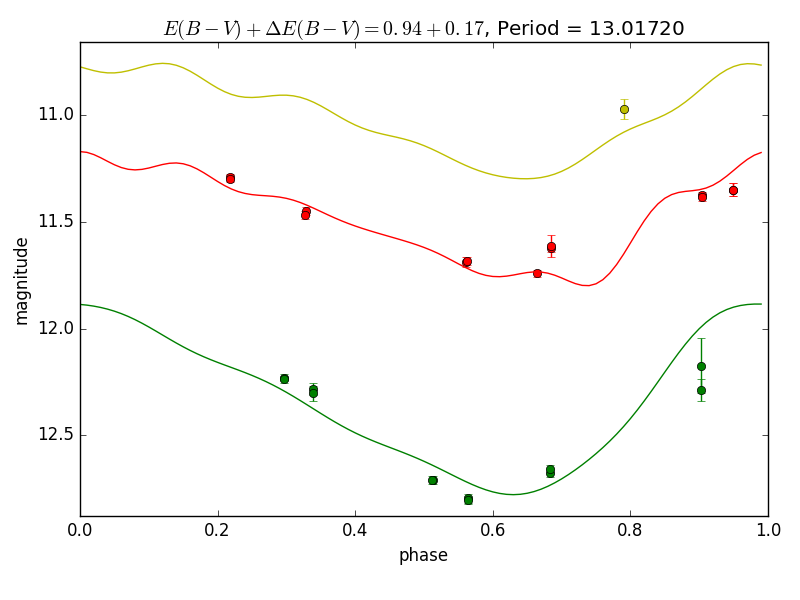 E(B − V) + ΔE(B − V) = 0.94 + 0.17, Period = 13.01720
11.0
11.5
12.0
12.5
magnitude
0.0 0.2 0.4 0.6 0.8 1.0
phase